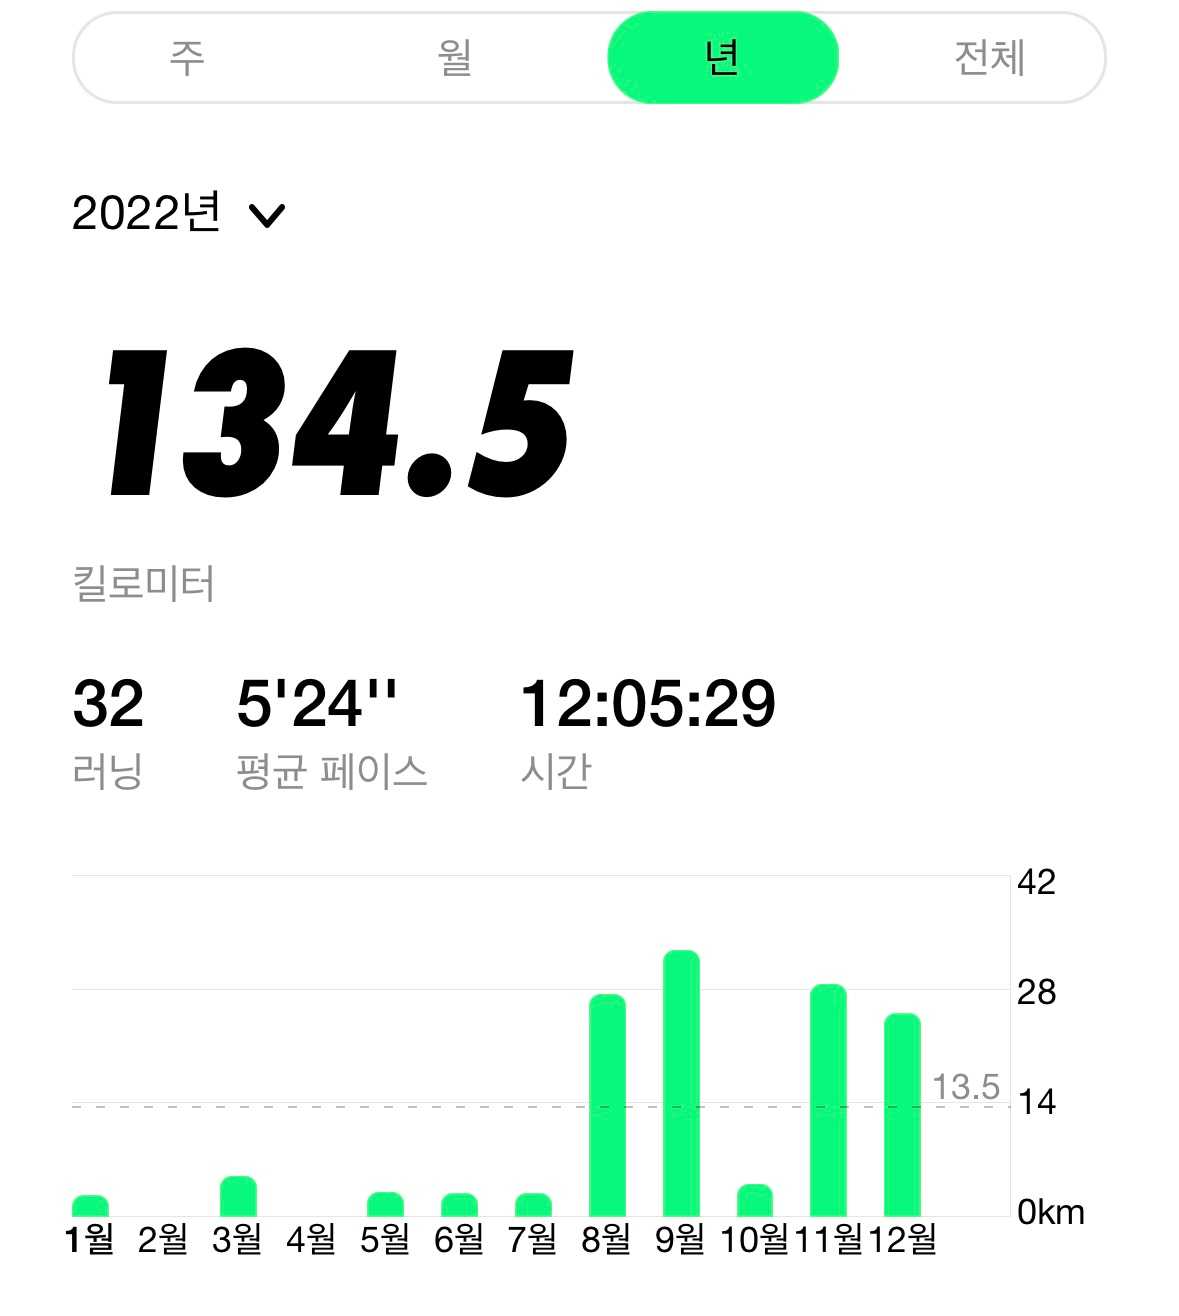 주 월 년 전체
2022년
134.5
킬로미터
32 5'24'' 12:05:29
러닝 평균 페이스 시간
42
28
13.5
14
0km
1월 2월 3월 4월 5월 6월 7월 8월 9월 10월 11월 12월